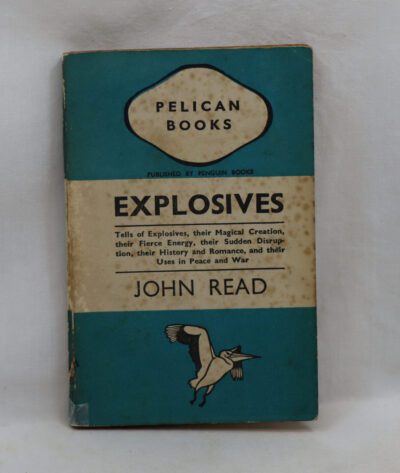 PELICAN
BOOKS
PUBLISHED BY PENGUIN BOOKS
EXPLOSIVES
Tells of Explosives, their Magical Creation,
their Fierce Energy, their Sudden Disrup-
tion, their History and Romance, and their
Uses in Peace and War
JOHN READ